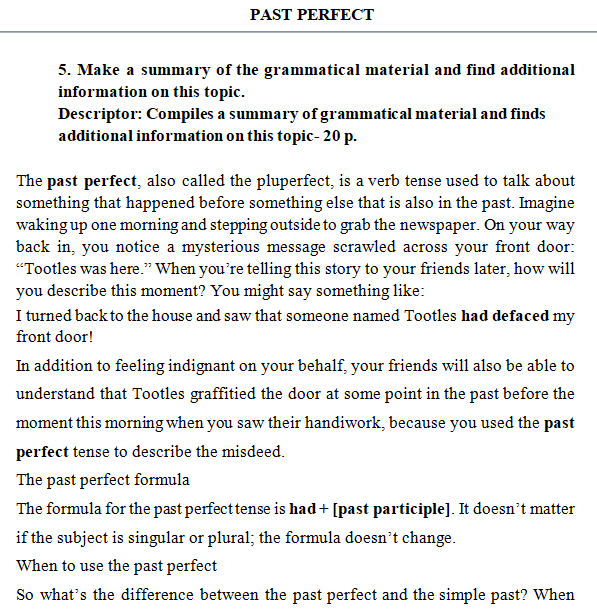 PAST PERFECT
5. Make a summary of the grammatical material and find additional
information on this topic.
Descriptor: Compiles a summary of grammatical material and finds
additional information on this topic- 20 p.
The past perfect, also called the pluperfect, is a verb tense used to talk about
something that happened before something else that is also in the past. Imagine
waking up one morning and stepping outside to grab the newspaper. On your way
back in, you notice a mysterious message scrawled across your front door:
“Tootles was here.” When you’re telling this story to your friends later, how will
you describe this moment? You might say something like:
I turned back to the house and saw that someone named Tootles had defaced my
front door!
In addition to feeling indignant on your behalf, your friends will also be able to
understand that Tootles graffitied the door at some point in the past before the
moment this morning when you saw their handiwork, because you used the past
perfect tense to describe the misdeed.
The past perfect formula
The formula for the past perfect tense is had + [past participle]. It doesn’t matter
if the subject is singular or plural; the formula doesn’t change.
When to use the past perfect
So what’s the difference between the past perfect and the simple past? When